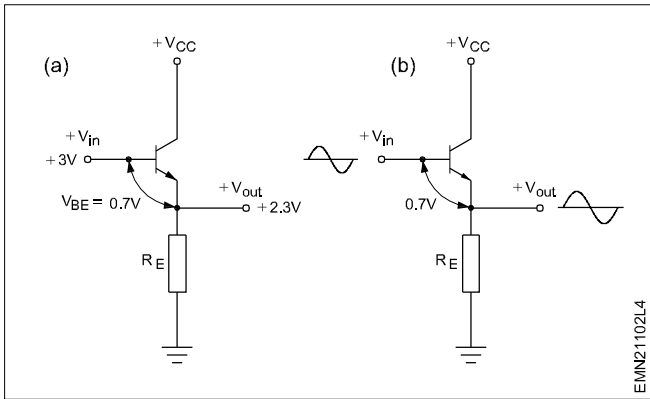 (a)
+ VCC
+ Vin
+ 3V
VBE = 0.7V
+ Vout
+ 2.3V
RE
(b)
+ VCC
+ Vin
0.7V
+ Vout
RE
EMN21102L4